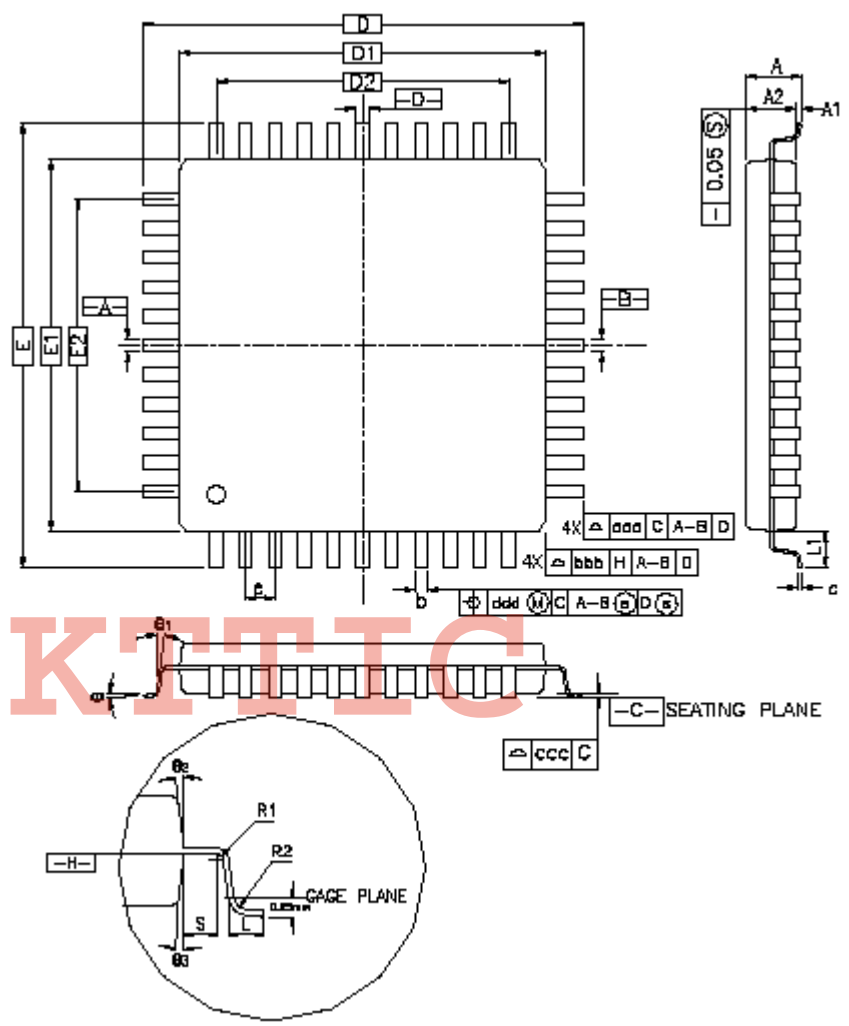 D
D1
D2
-D-
A
A2
A1
- 0.05 S
-A-
-B-
E
E1
E2
4X aaa C A-B D
4X bbb H A-B D
e
b
ddd M C A-B S D S
L1
c
KTTIC
θ1
θ
-C- SEATING PLANE
ccc C
θ2
R1
R2
-H-
GAGE PLANE
S
L
θ3